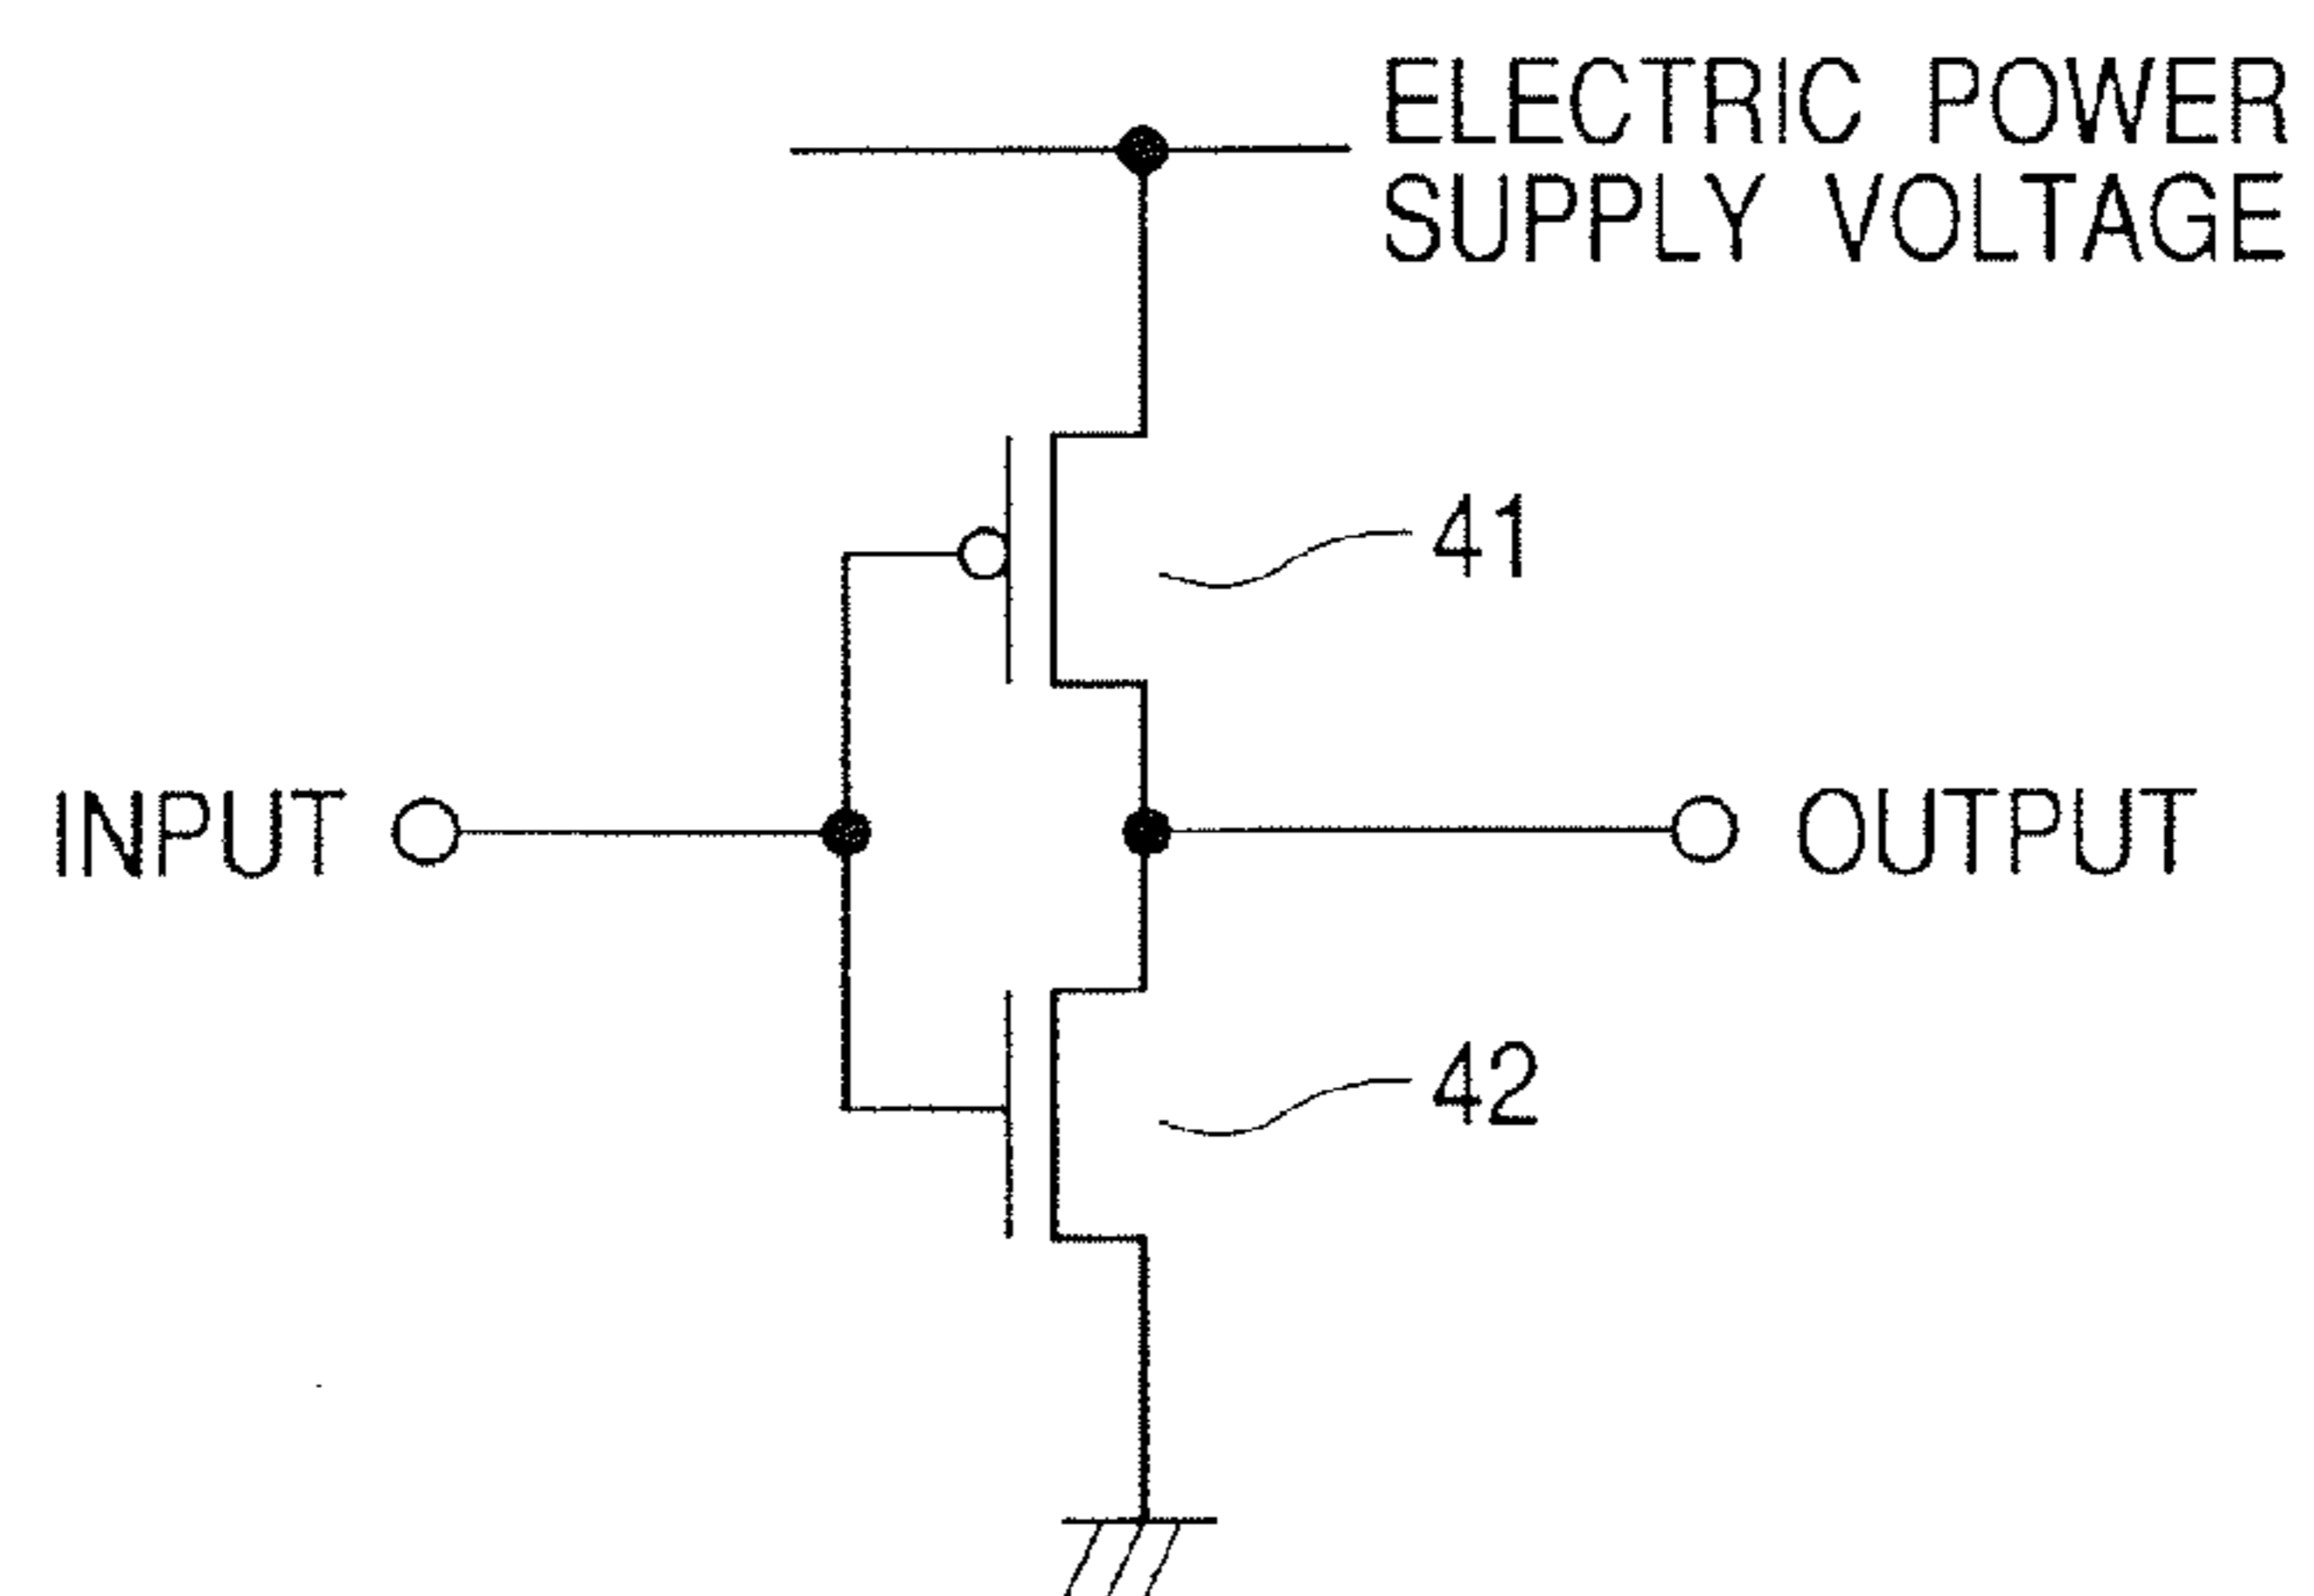 ELECTRIC POWER
SUPPLY VOLTAGE
41
INPUT
OUTPUT
42